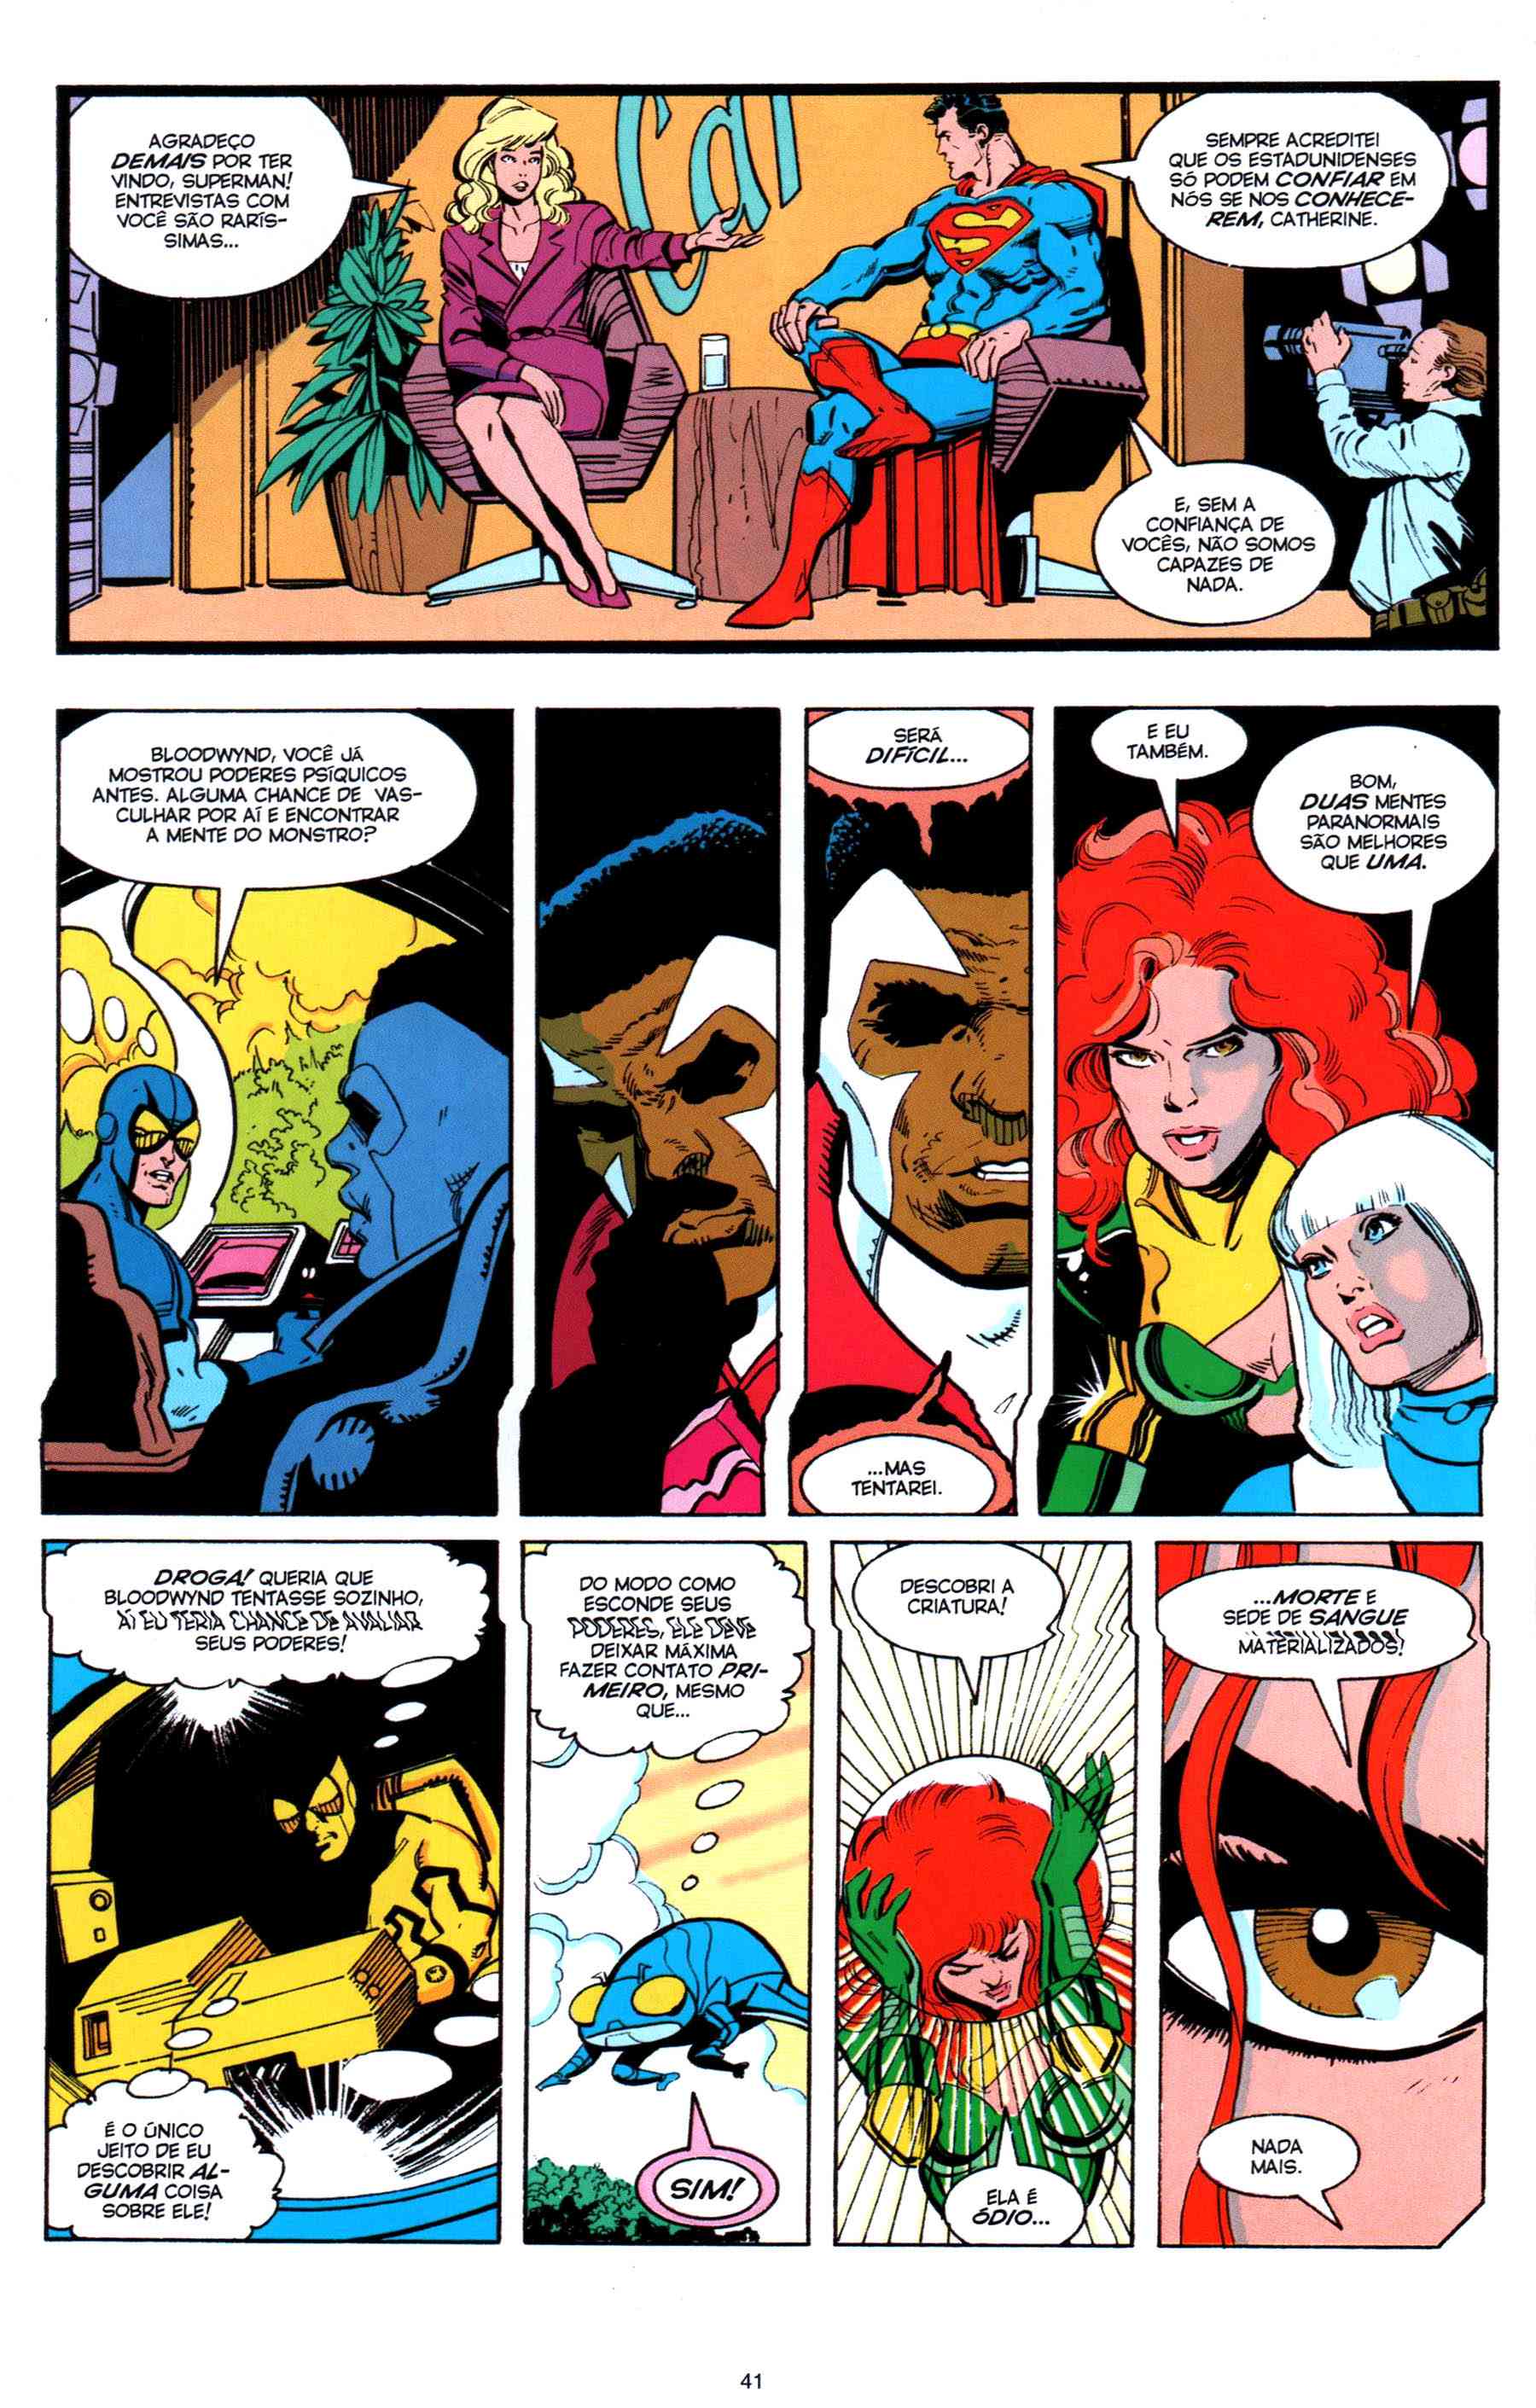 AGRADEÇO
DEMAIS POR TER
VINDO, SUPERMAN!
ENTREVISTAS COM
VOCÊ SÃO RARÍS-
SIMAS...
Cat
SEMPRE ACREDITEI
QUE OS ESTADUNIDENSES
SÓ PODEM CONFIAR EM
NÓS SE NOS CONHECE-
REM, CATHERINE.
E, SEM A
CONFIANÇA DE
VOCÊS, NÃO SOMOS
CAPAZES DE
NADA.
BLOODWYND, VOCÊ JÁ
MOSTROU PODERES PSÍQUICOS
ANTES. ALGUMA CHANCE DE VAS-
CULHAR POR AÍ E ENCONTRAR
A MENTE DO MONSTRO?
SERÁ
DIFÍCIL...
...MAS
TENTAREI.
E EU
TAMBÉM.
BOM,
DUAS MENTES
PARANORMAIS
SÃO MELHORES
QUE UMA.
DROGA! QUERIA QUE
BLOODWYND TENTASSE SOZINHO,
AÍ EU TERIA CHANCE DE AVALIAR
SEUS PODERES!
É O ÚNICO
JEITO DE EU
DESCOBRIR AL-
GUMA COISA
SOBRE ELE!
DO MODO COMO
ESCONDE SEUS
PODERES, ELE DEVE
DEIXAR MÁXIMA
FAZER CONTATO PRI-
MEIRO, MESMO
QUE...
SIM!
DESCOBRI A
CRIATURA!
ELA É
ÓDIO...
...MORTE E
SEDE DE SANGUE
MATERIALIZADOS!
NADA
MAIS.
41